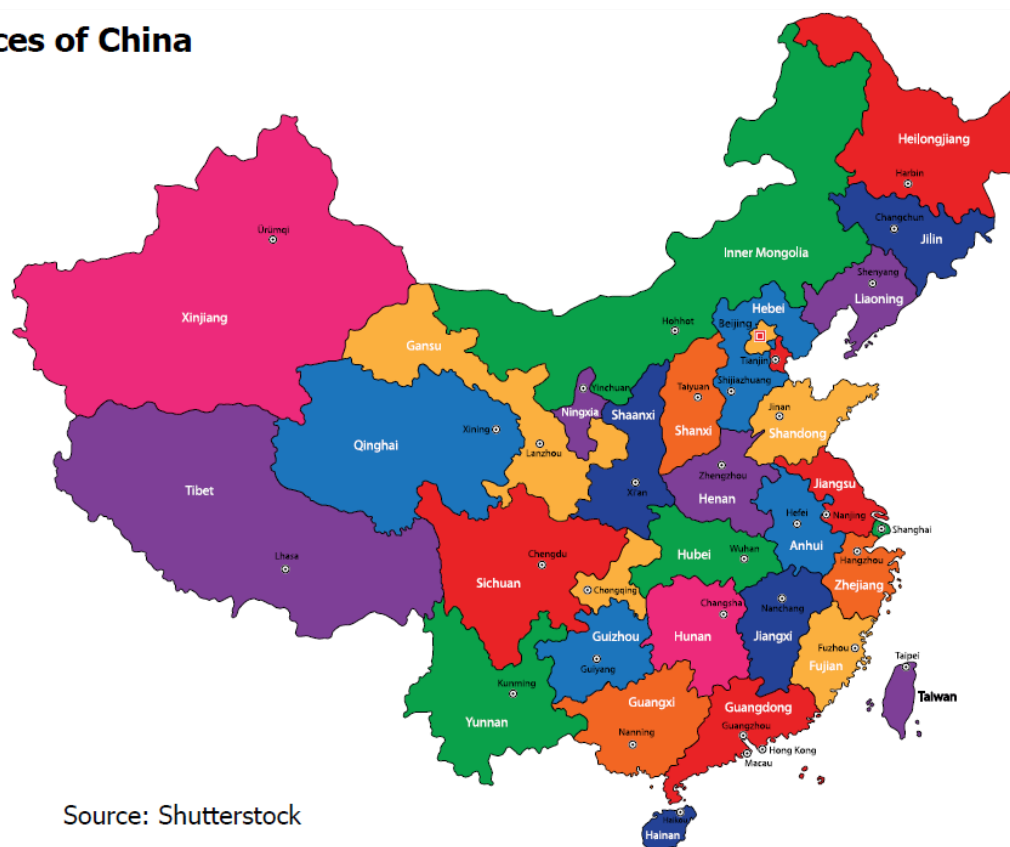 ces of China
Heilongjiang
Harbin
Changchun
Jilin
Ürümqi
Inner Mongolia
Shenyang
Liaoning
Hebei
Xinjiang
Hohhot
Beijing
Gansu
Tianjin
Yinchuan
Taiyuan
Shijiazhuang
Ningxia
Shaanxi
Jinan
Qinghai
Xining
Shanxi
Shandong
Lanzhou
Zhengzhou
Tibet
Xi'an
Henan
Jiangsu
Hefei
Nanjing
Shanghai
Anhui
Lhasa
Chengdu
Hubei
Wuhan
Hangzhou
Sichuan
Chongqing
Zhejiang
Nanchang
Changsha
Guizhou
Hunan
Jiangxi
Fuzhou
Guiyang
Fujian
Taipei
Kunming
Guangxi
Guangdong
Taiwan
Yunnan
Guangzhou
Nanning
Hong Kong
Macau
Source: Shutterstock
Haikou
Hainan